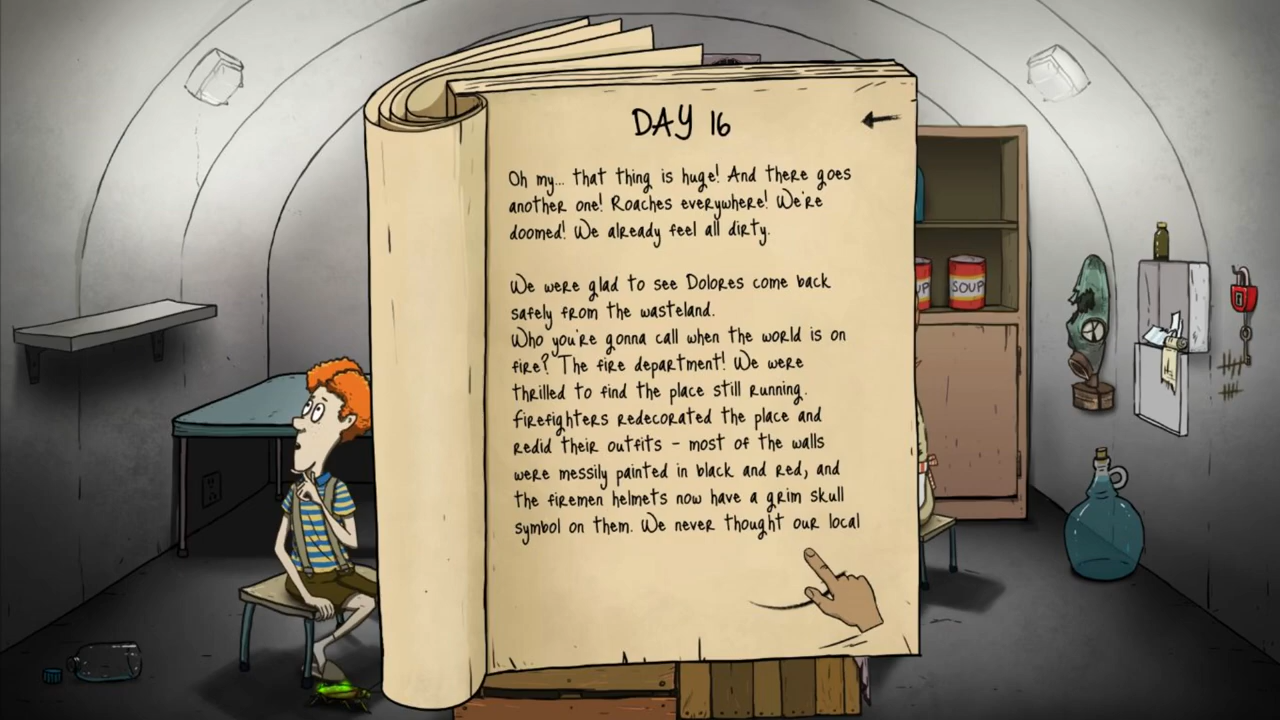 DAY 16
Oh my... that thing is huge! And there goes
another one! Roaches everywhere! We're
doomed! We already feel all dirty.
We were glad to see Dolores come back
safely from the wasteland.
Who you're gonna call when the world is on
fire? The fire department! We were
thrilled to find the place still running.
Firefighters redecorated the place and
redid their outfits - most of the walls
were messily painted in black and red, and
the firemen helmets now have a grim skull
symbol on them. We never thought our local
UP
SOUP